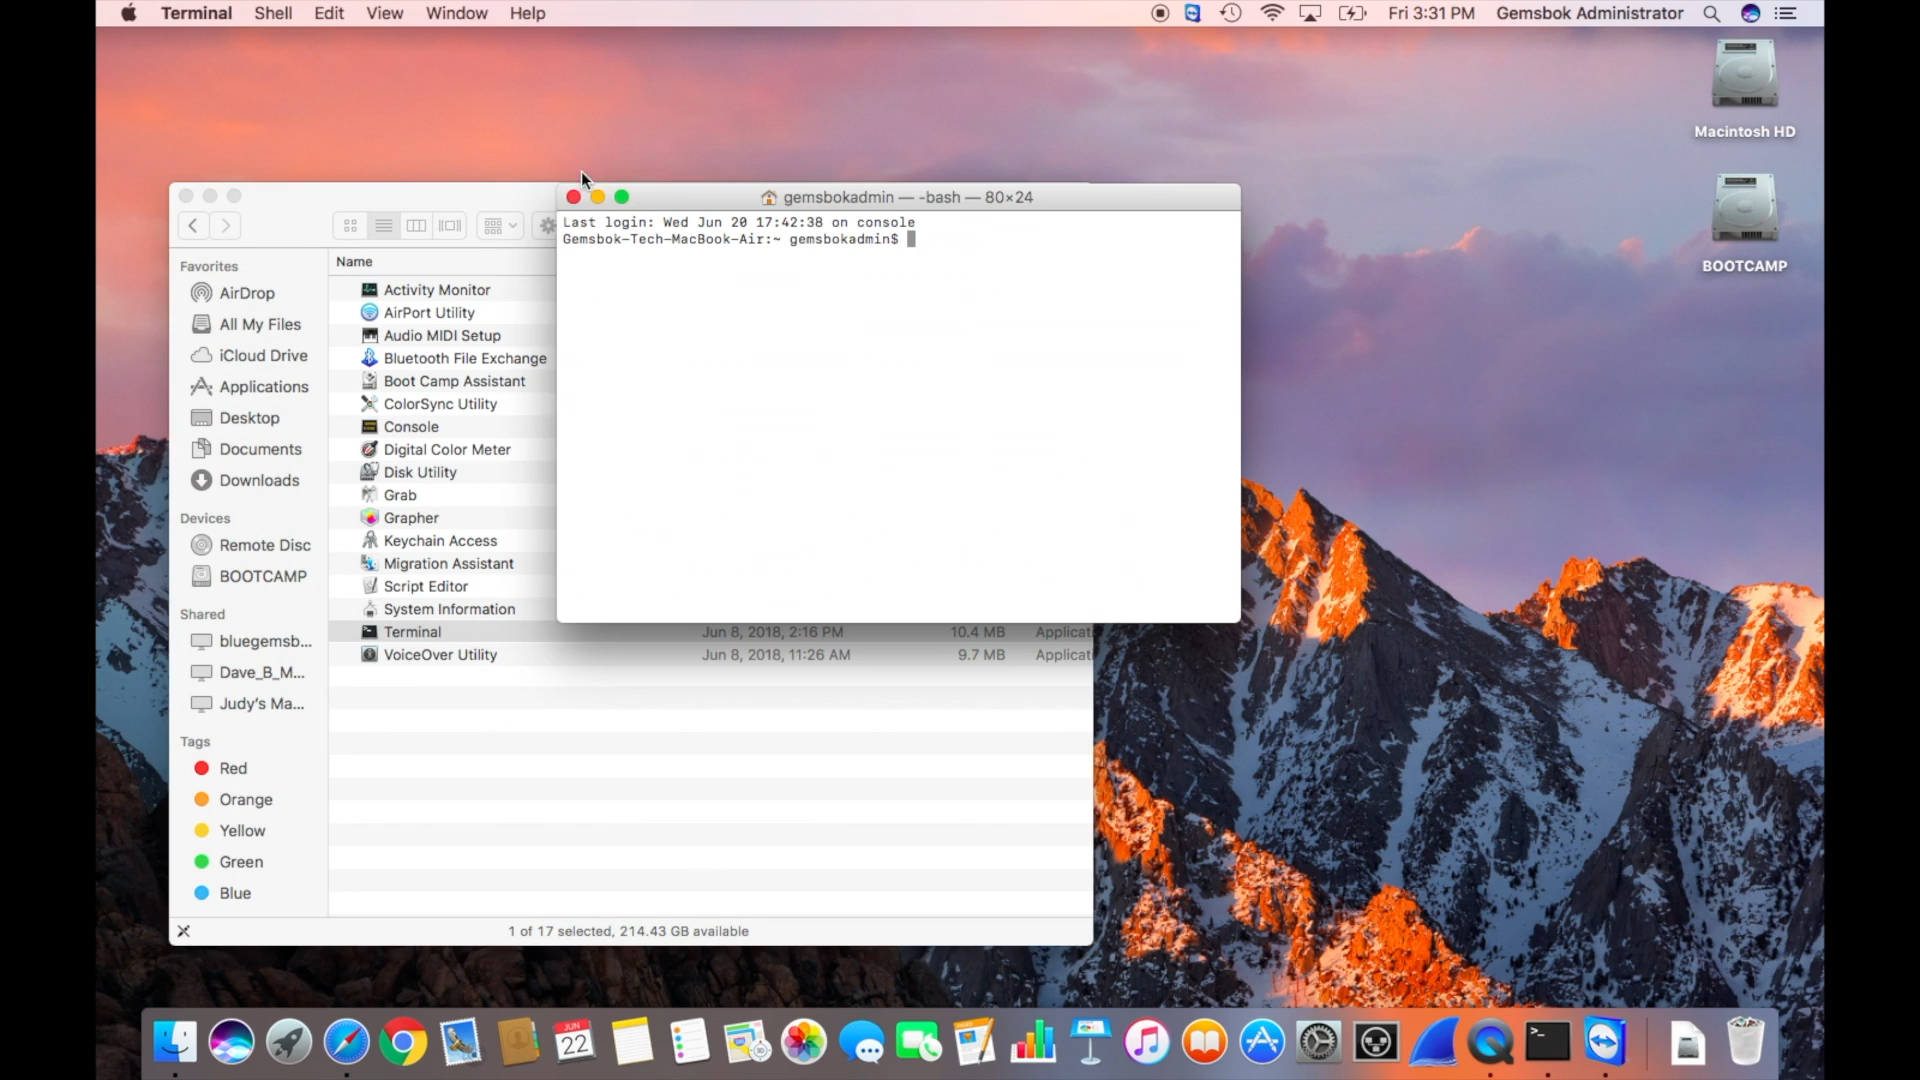 Terminal Shell Edit View Window Help
Fri 3:31 PM Gemsbok Administrator
Macintosh HD
BOOTCAMP
gemsbokadmin — -bash — 80×24
Last login: Wed Jun 20 17:42:38 on console
Gemsbok-Tech-MacBook-Air:~ gemsbokadmin$
Favorites
AirDrop
All My Files
iCloud Drive
Applications
Desktop
Documents
Downloads
Devices
Remote Disc
BOOTCAMP
Shared
bluegemsb...
Dave_B_M...
Judy's Ma...
Tags
Red
Orange
Yellow
Green
Blue
Name
Activity Monitor
AirPort Utility
Audio MIDI Setup
Bluetooth File Exchange
Boot Camp Assistant
ColorSync Utility
Console
Digital Color Meter
Disk Utility
Grab
Grapher
Keychain Access
Migration Assistant
Script Editor
System Information
Terminal Jun 8, 2018, 2:16 PM 10.4 MB Applicat
VoiceOver Utility Jun 8, 2018, 11:26 AM 9.7 MB Applicat
1 of 17 selected, 214.43 GB available
JUN
22